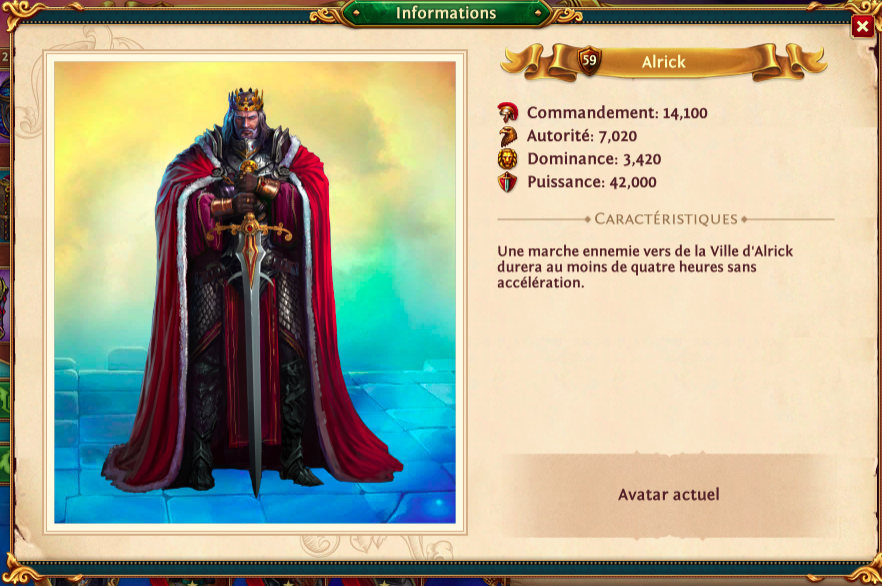 Informations
59
Alrick
Commandement: 14,100
Autorité: 7,020
Dominance: 3,420
Puissance: 42,000
Caractéristiques
Une marche ennemie vers de la Ville d'Alrick
durera au moins de quatre heures sans
accélération.
Avatar actuel
2